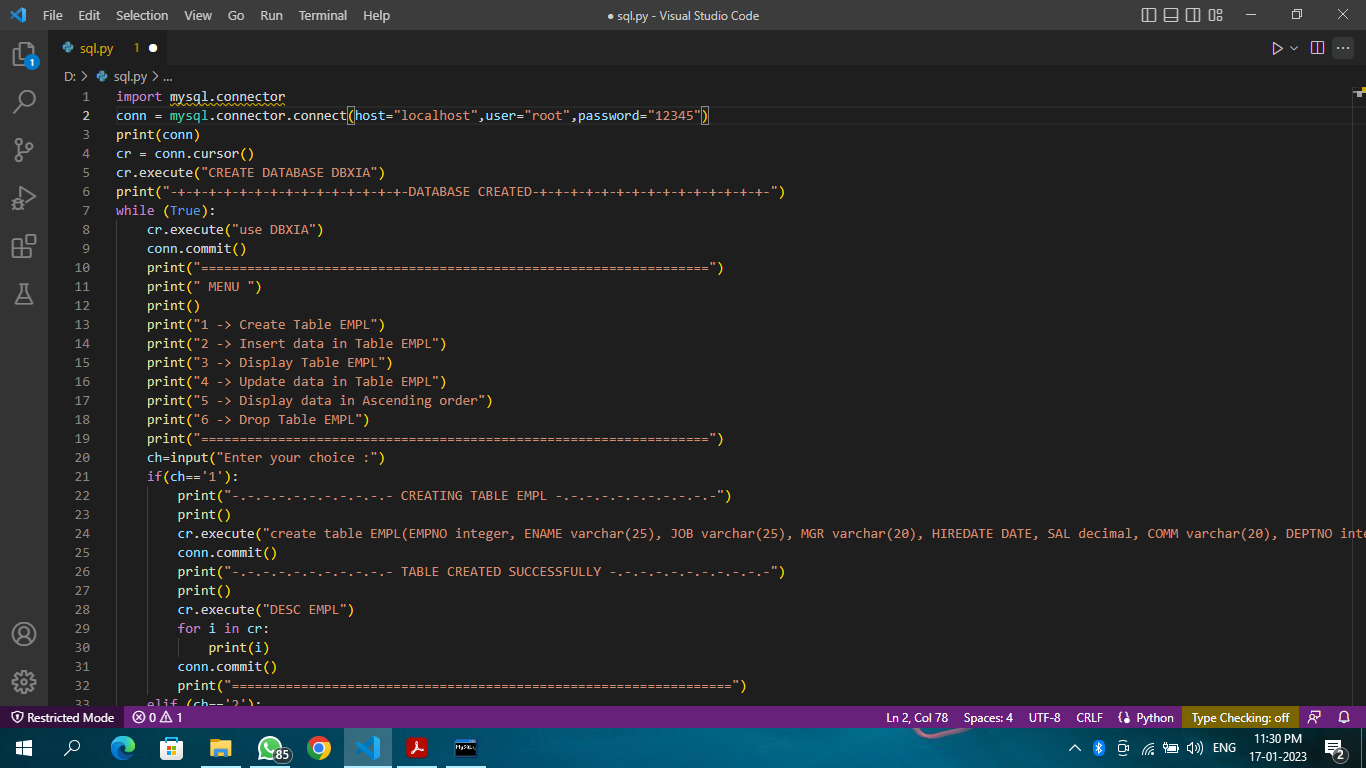 File Edit Selection View Go Run Terminal Help ● sql.py - Visual Studio Code
sql.py 1 ●
D: > sql.py > ...
1 import mysql.connector
2 conn = mysql.connector.connect(host="localhost",user="root",password="12345")
3 print(conn)
4 cr = conn.cursor()
5 cr.execute("CREATE DATABASE DBXIA")
6 print("-+-+-+-+-+-+-+-+-+-+-+-+-+-+-+-DATABASE CREATED-+-+-+-+-+-+-+-+-+-+-+-+-+-+-+-")
7 while (True):
8 cr.execute("use DBXIA")
9 conn.commit()
10 print("==================================================================")
11 print(" MENU ")
12 print()
13 print("1 -> Create Table EMPL")
14 print("2 -> Insert data in Table EMPL")
15 print("3 -> Display Table EMPL")
16 print("4 -> Update data in Table EMPL")
17 print("5 -> Display data in Ascending order")
18 print("6 -> Drop Table EMPL")
19 print("==================================================================")
20 ch=input("Enter your choice :")
21 if(ch=='1'):
22 print("-.-.-.-.-.-.-.-.-.-.- CREATING TABLE EMPL -.-.-.-.-.-.-.-.-.-.-")
23 print()
24 cr.execute("create table EMPL(EMPNO integer, ENAME varchar(25), JOB varchar(25), MGR varchar(20), HIREDATE DATE, SAL decimal, COMM varchar(20), DEPTNO inte
25 conn.commit()
26 print("-.-.-.-.-.-.-.-.-.-.- TABLE CREATED SUCCESSFULLY -.-.-.-.-.-.-.-.-.-.-")
27 print()
28 cr.execute("DESC EMPL")
29 for i in cr:
30 print(i)
31 conn.commit()
32 print("=================================================================")
33 elif (ch=='2'):
Restricted Mode 0 1 Ln 2, Col 78 Spaces: 4 UTF-8 CRLF Python Type Checking: off
85 MySQL ENG 11:30 PM
17-01-2023 2